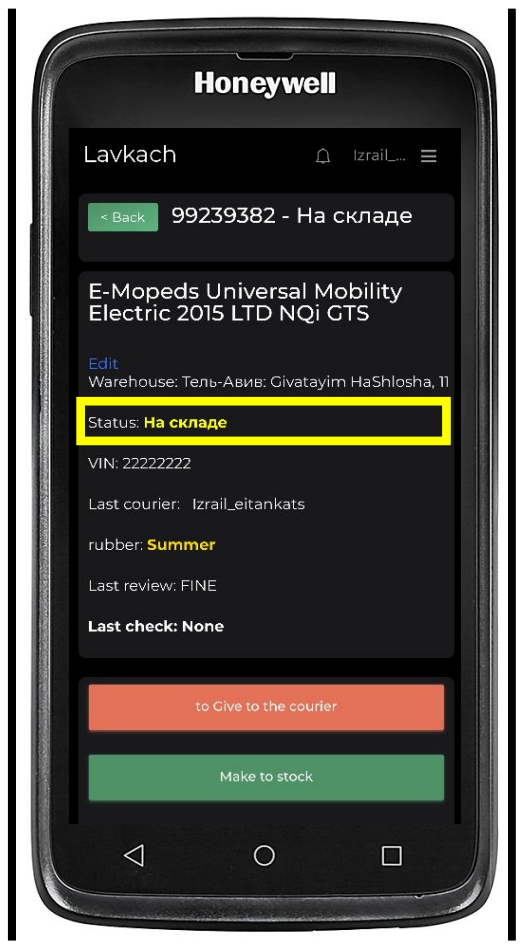 Honeywell
Lavkach
Izrail_...
< Back
99239382 - На складе
E-Mopeds Universal Mobility
Electric 2015 LTD NQi GTS
Edit
Warehouse: Тель-Авив: Givatayim HaShlosha, 11
Status: На складе
VIN: 22222222
Last courier: Izrail_eitankats
rubber: Summer
Last review: FINE
Last check: None
to Give to the courier
Make to stock